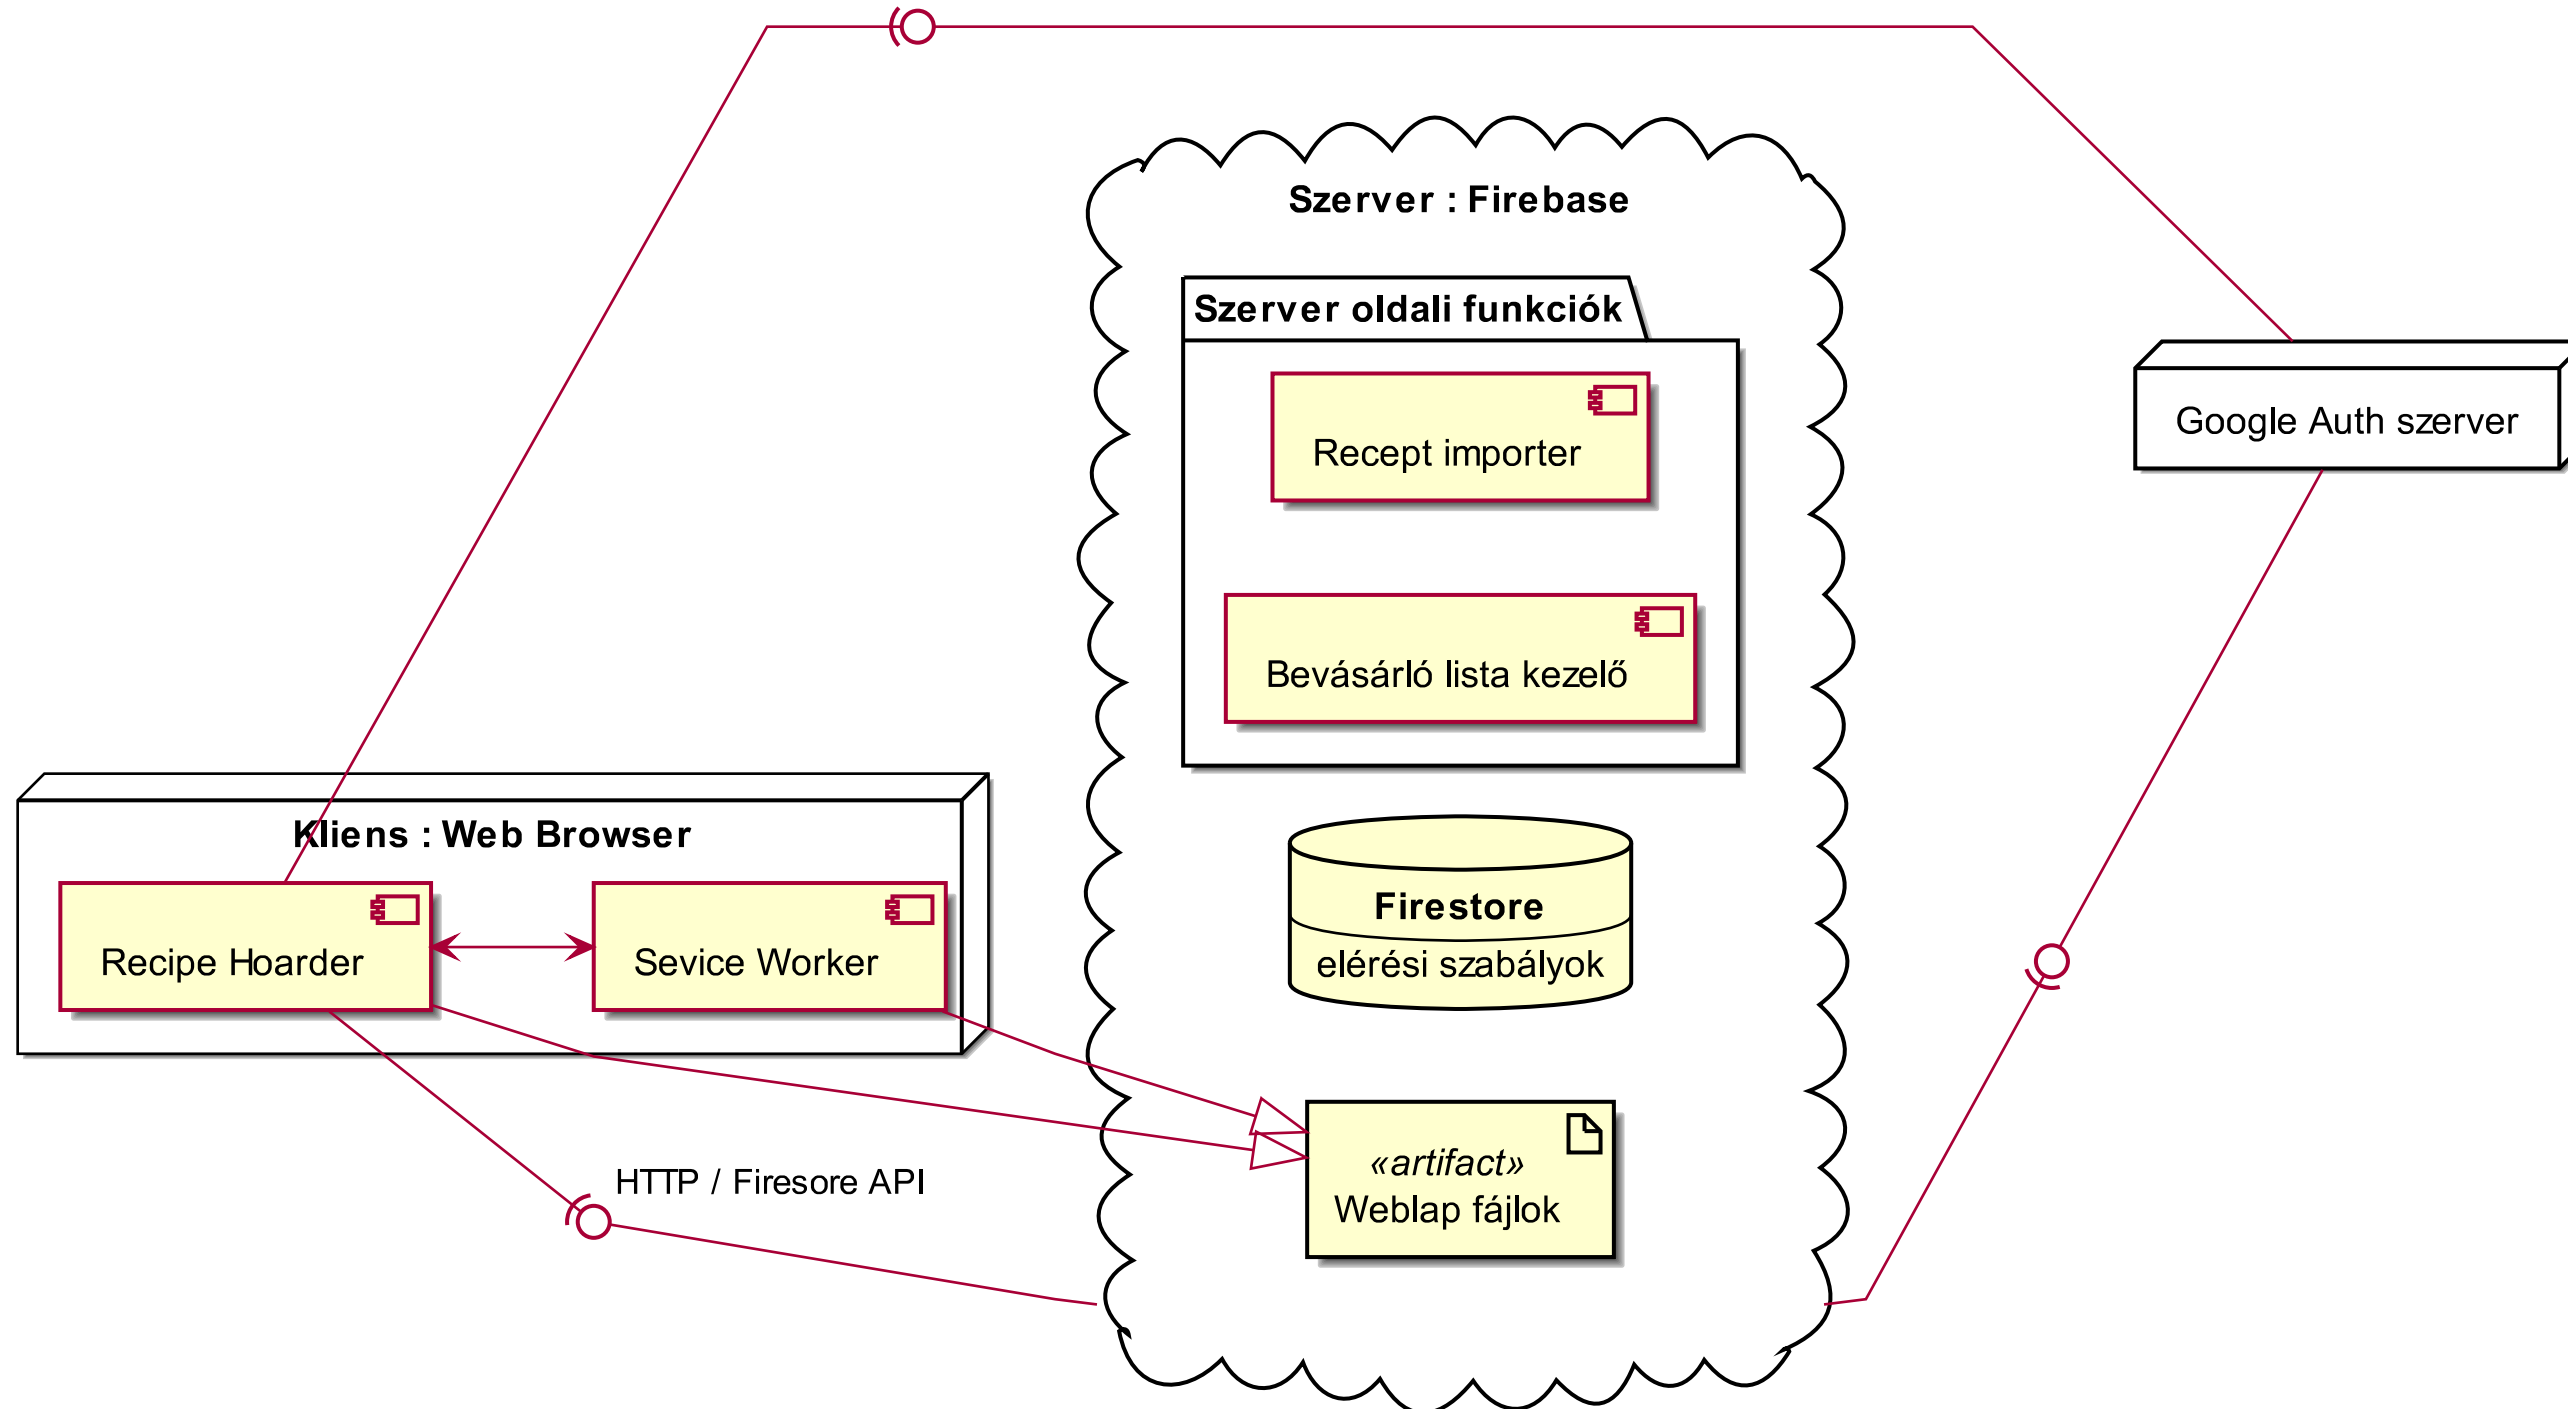 Szerver : Firebase
Szerver oldali funkciók
Recept importer
Bevásárló lista kezelő
Google Auth szerver
Kliens : Web Browser
Recipe Hoarder
Sevice Worker
Firestore
elérési szabályok
«artifact»
Weblap fájlok
HTTP / Firesore API